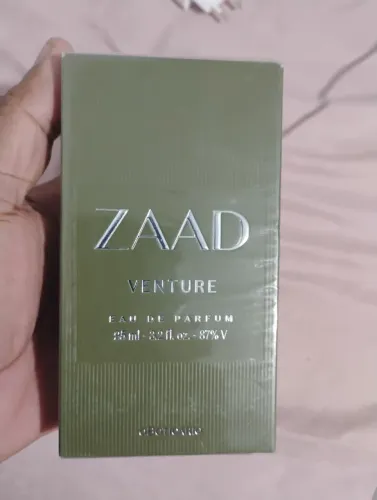 ZAAD
VENTURE
EAU DE PARFUM
95 ml - 3.2 fl. oz. - 87% V